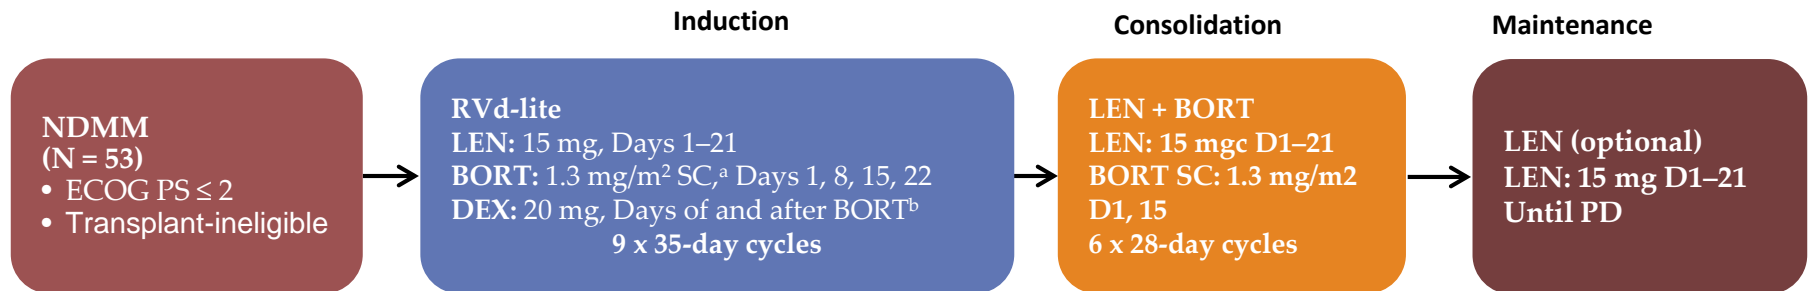 Induction
Consolidation
Maintenance
NDMM
(N = 53)
• ECOG PS ≤ 2
• Transplant-ineligible
RVd-lite
LEN: 15 mg, Days 1–21
BORT: 1.3 mg/m² SC,ᵃ Days 1, 8, 15, 22
DEX: 20 mg, Days of and after BORTᵇ
9 x 35-day cycles
LEN + BORT
LEN: 15 mgc D1–21
BORT SC: 1.3 mg/m2
D1, 15
6 x 28-day cycles
LEN (optional)
LEN: 15 mg D1–21
Until PD